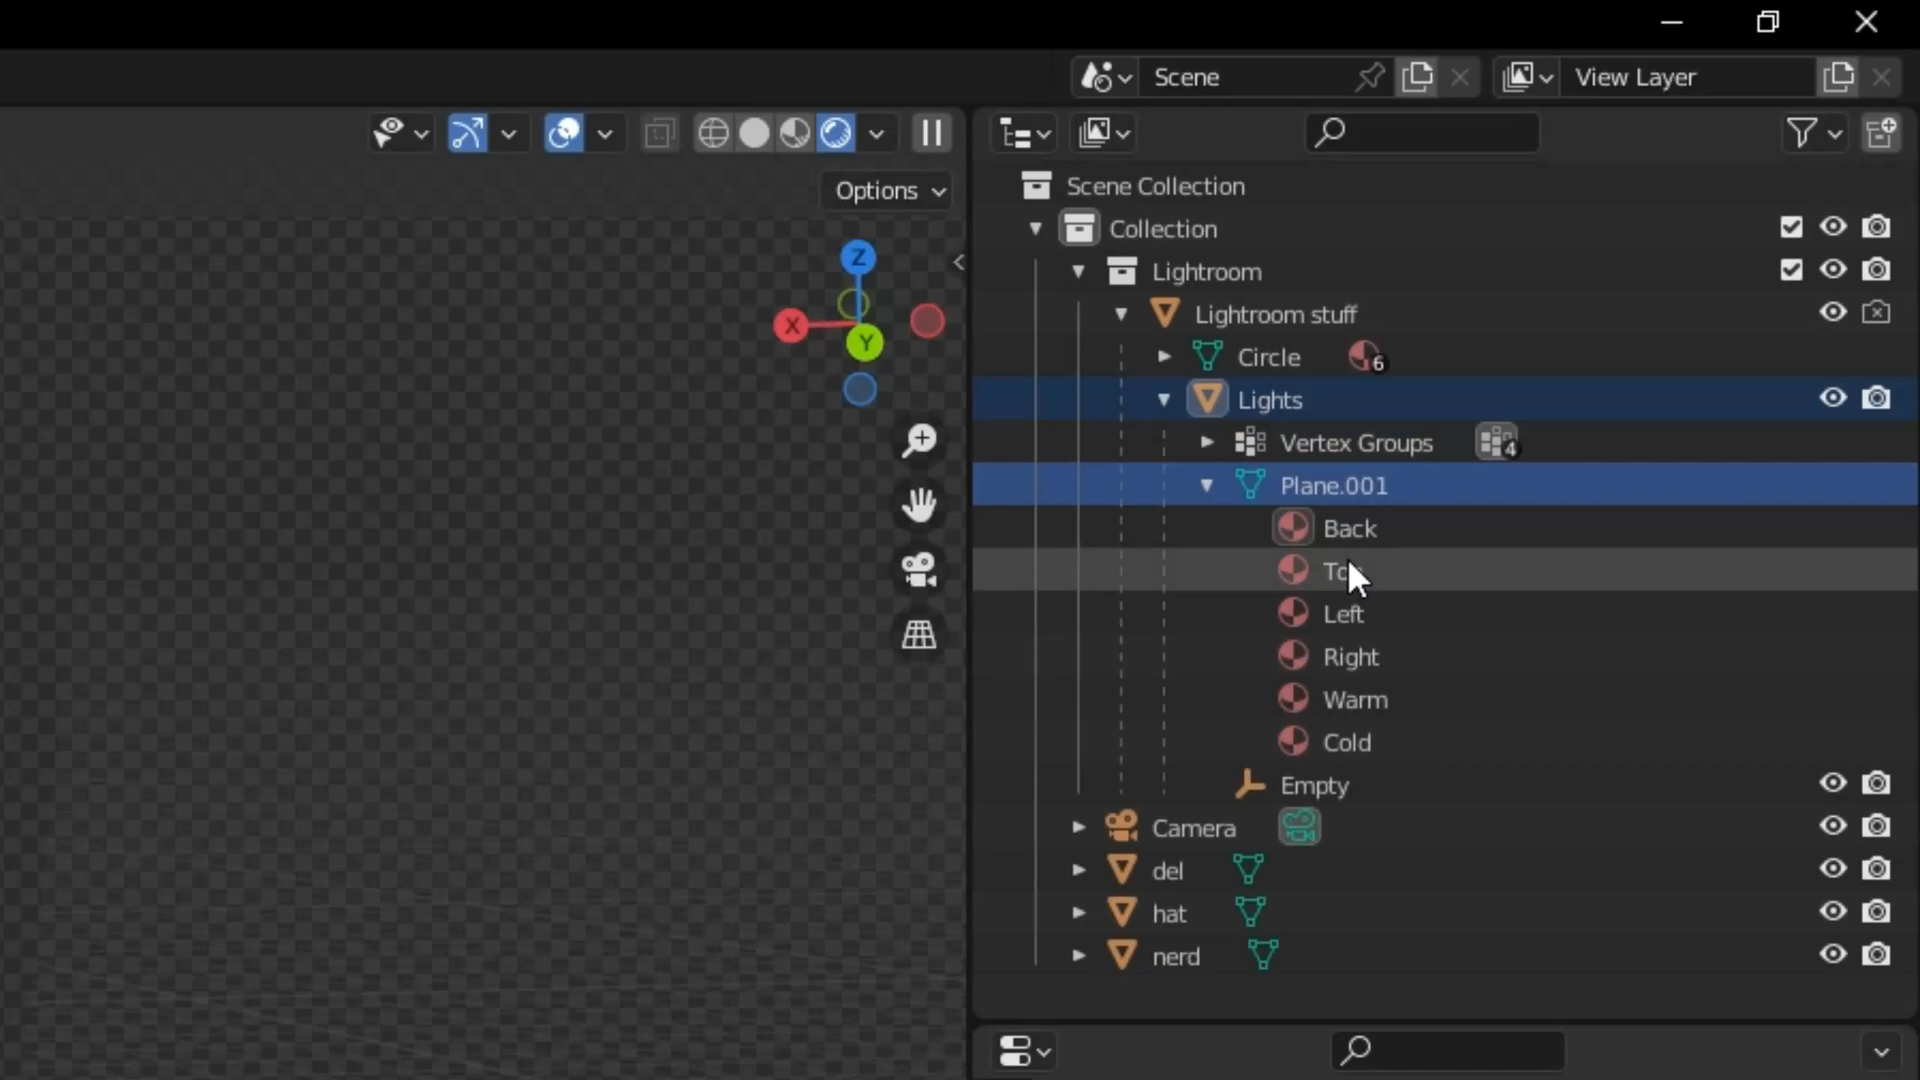 Scene
View Layer
Options
Z
X
Y
Scene Collection
Collection
Lightroom
Lightroom stuff
Circle 6
Lights
Vertex Groups 4
Plane.001
Back
Left
Right
Warm
Cold
Empty
Camera
del
hat
nerd